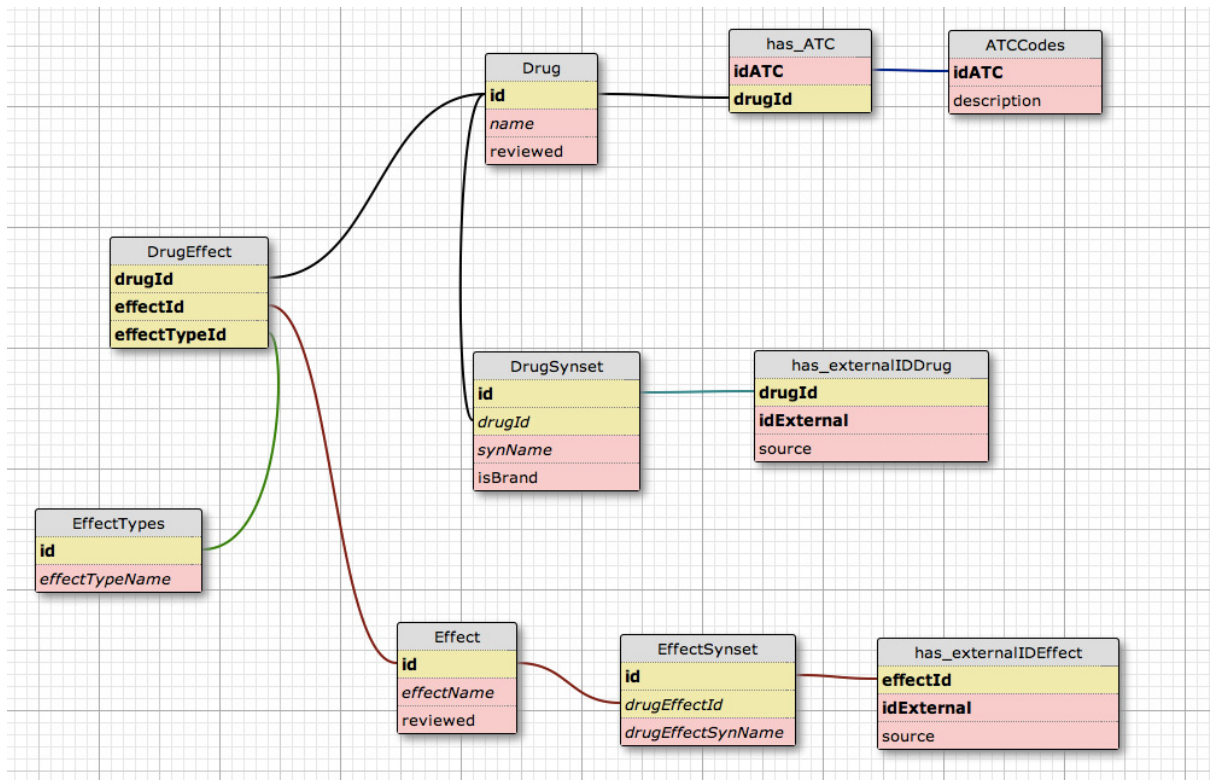 Drug
id
name
reviewed
has_ATC
idATC
drugId
ATCCodes
idATC
description
DrugEffect
drugId
effectId
effectTypeId
DrugSynset
id
drugId
synName
isBrand
has_externalIDDrug
drugId
idExternal
source
EffectTypes
id
effectTypeName
Effect
id
effectName
reviewed
EffectSynset
id
drugEffectId
drugEffectSynName
has_externalIDEffect
effectId
idExternal
source